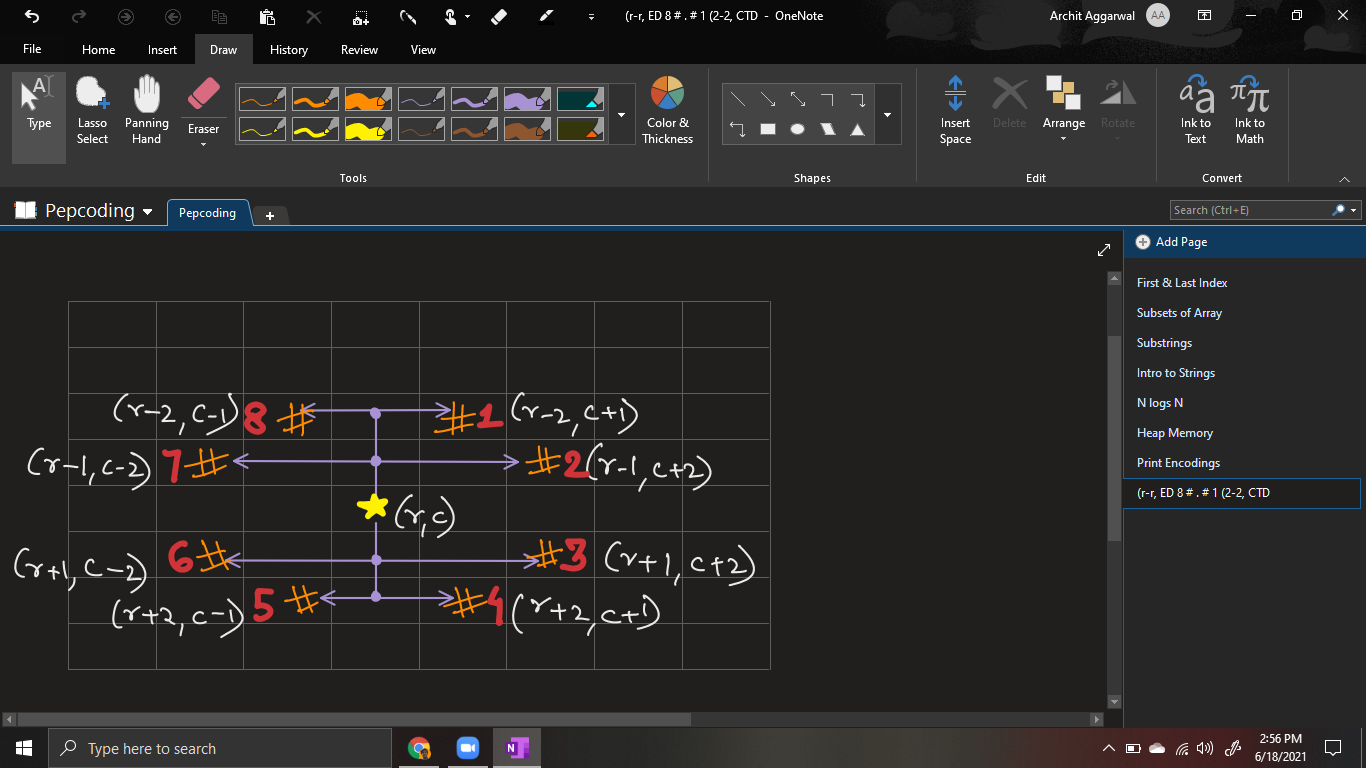 (r-r, ED 8 # . # 1 (2-2, CTD - OneNote
Archit Aggarwal AA
File Home Insert Draw History Review View
Type Lasso Select Panning Hand Eraser Color & Thickness Insert Space Delete Arrange Rotate Ink to Text Ink to Math
Tools Shapes Edit Convert
Pepcoding Pepcoding + Search (Ctrl+E)
Add Page
First & Last Index
Subsets of Array
Substrings
Intro to Strings
N logs N
Heap Memory
Print Encodings
(r-r, ED 8 # . # 1 (2-2, CTD
(r-2, c-1) 8 # #1 (r-2, c+1)
(r-1, c-2) 7 # #2 (r-1, c+2)
(r, c)
(r+1, c-2) 6 # #3 (r+1, c+2)
(r+2, c-1) 5 # #4 (r+2, c+1)
Type here to search
2:56 PM
6/18/2021